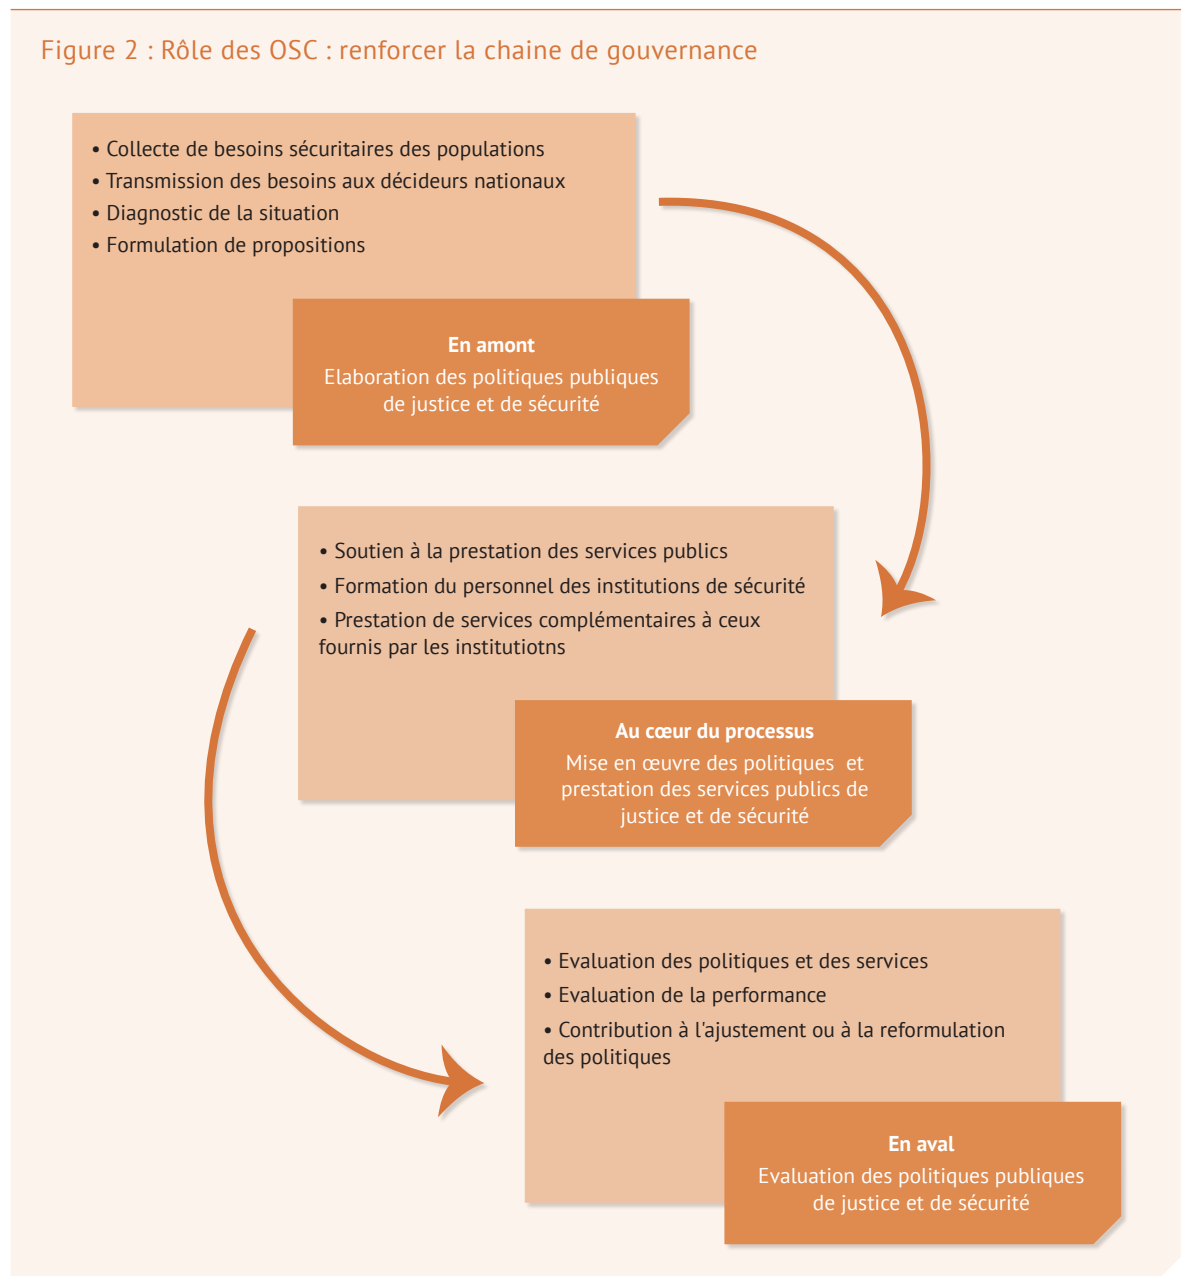 Figure 2 : Rôle des OSC : renforcer la chaine de gouvernance
• Collecte de besoins sécuritaires des populations
• Transmission des besoins aux décideurs nationaux
• Diagnostic de la situation
• Formulation de propositions
En amont
Elaboration des politiques publiques
de justice et de sécurité
• Soutien à la prestation des services publics
• Formation du personnel des institutions de sécurité
• Prestation de services complémentaires à ceux
fournis par les institutiotns
Au cœur du processus
Mise en œuvre des politiques et
prestation des services publics de
justice et de sécurité
• Evaluation des politiques et des services
• Evaluation de la performance
• Contribution à l'ajustement ou à la reformulation
des politiques
En aval
Evaluation des politiques publiques
de justice et de sécurité